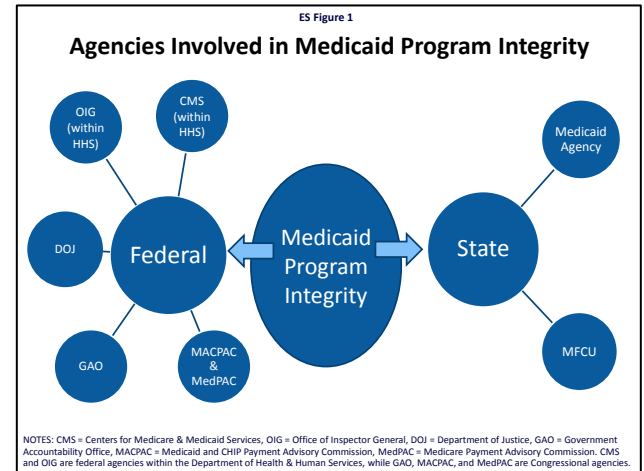 ES Figure 1
Agencies Involved in Medicaid Program Integrity
OIG
(within
HHS)
CMS
(within
HHS)
DOJ
Federal
GAO
MACPAC
&
MedPAC
Medicaid
Program
Integrity
State
Medicaid
Agency
MFCU
NOTES: CMS = Centers for Medicare & Medicaid Services, OIG = Office of Inspector General, DOJ = Department of Justice, GAO = Government
Accountability Office, MACPAC = Medicaid and CHIP Payment Advisory Commission, MedPAC = Medicare Payment Advisory Commission. CMS
and OIG are federal agencies within the Department of Health & Human Services, while GAO, MACPAC, and MedPAC are Congressional agencies.